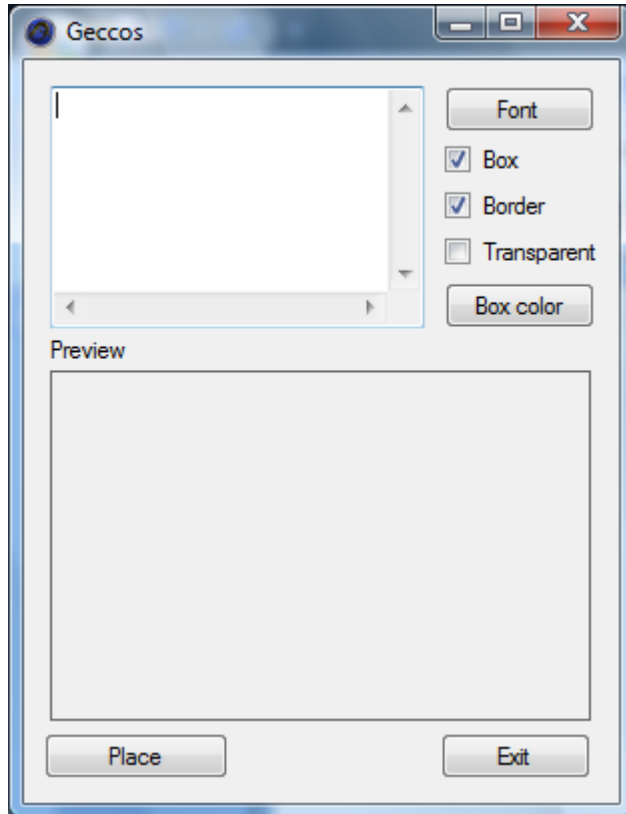 Geccos
Font
Box
Border
Transparent
Box color
Preview
Place
Exit